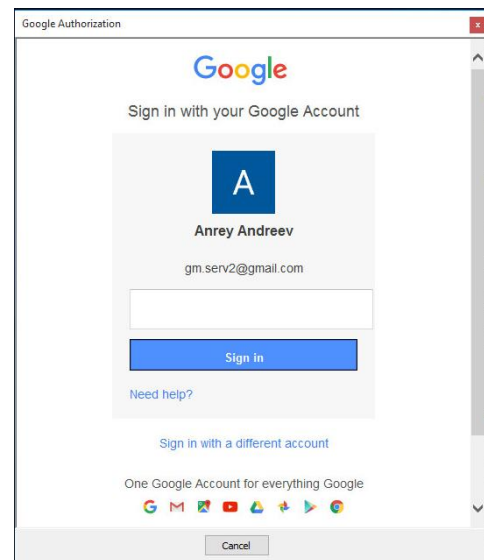 Google Authorization
x
Google
Sign in with your Google Account
A
Anrey Andreev
gm.serv2@gmail.com
Sign in
Need help?
Sign in with a different account
One Google Account for everything Google
Cancel